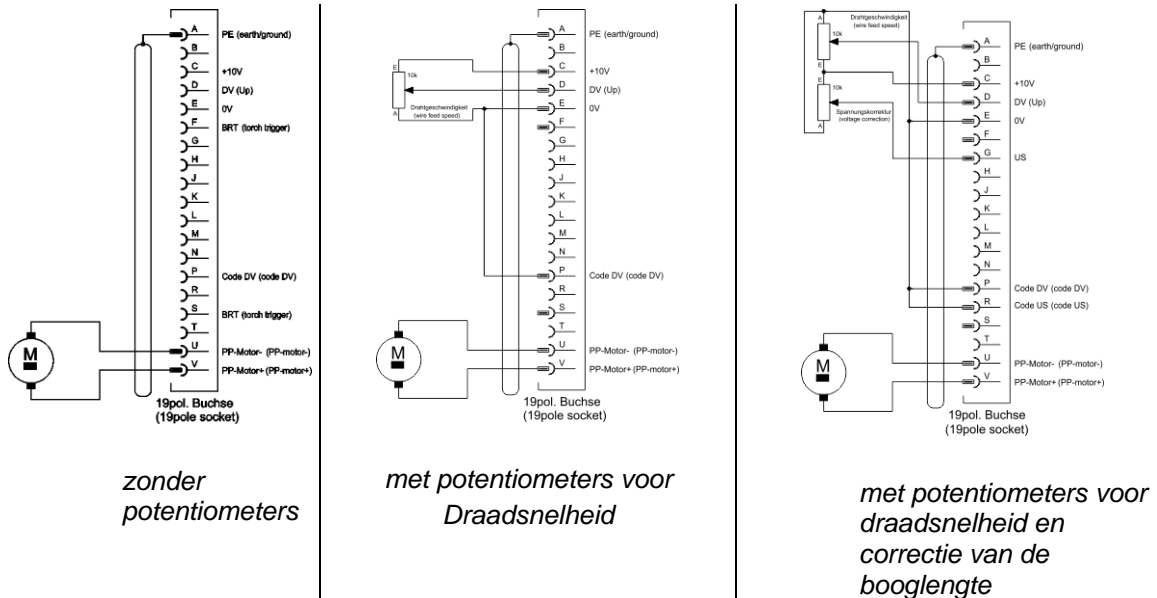 A PE (earth/ground)
B
C +10V
D DV (Up)
E 0V
F BRT (torch trigger)
G
H
J
K
L
M
N
P Code DV (code DV)
R
S BRT (torch trigger)
T
U PP-Motor- (PP-motor-)
V PP-Motor+ (PP-motor+)
M
19pol. Buchse
(19pole socket)
zonder
potentiometers
A PE (earth/ground)
B
C +10V
D DV (Up)
E 0V
F
G
H
J
K
L
M
N
P Code DV (code DV)
R
S
T
U PP-Motor- (PP-motor-)
V PP-Motor+ (PP-motor+)
E
10k
Drahtgeschwindigkeit
(wire feed speed)
A
M
19pol. Buchse
(19pole socket)
met potentiometers voor
Draadsnelheid
A
Drahtgeschwindigkeit
(wire feed speed)
10k
E
E
10k
Spannungskorrektur
(voltage correction)
A
A PE (earth/ground)
B
C +10V
D DV (Up)
E 0V
F
G US
H
J
K
L
M
N
P Code DV (code DV)
R Code US (code US)
S
T
U PP-Motor- (PP-motor-)
V PP-Motor+ (PP-motor+)
M
19pol. Buchse
(19pole socket)
met potentiometers voor
draadsnelheid en
correctie van de
booglengte